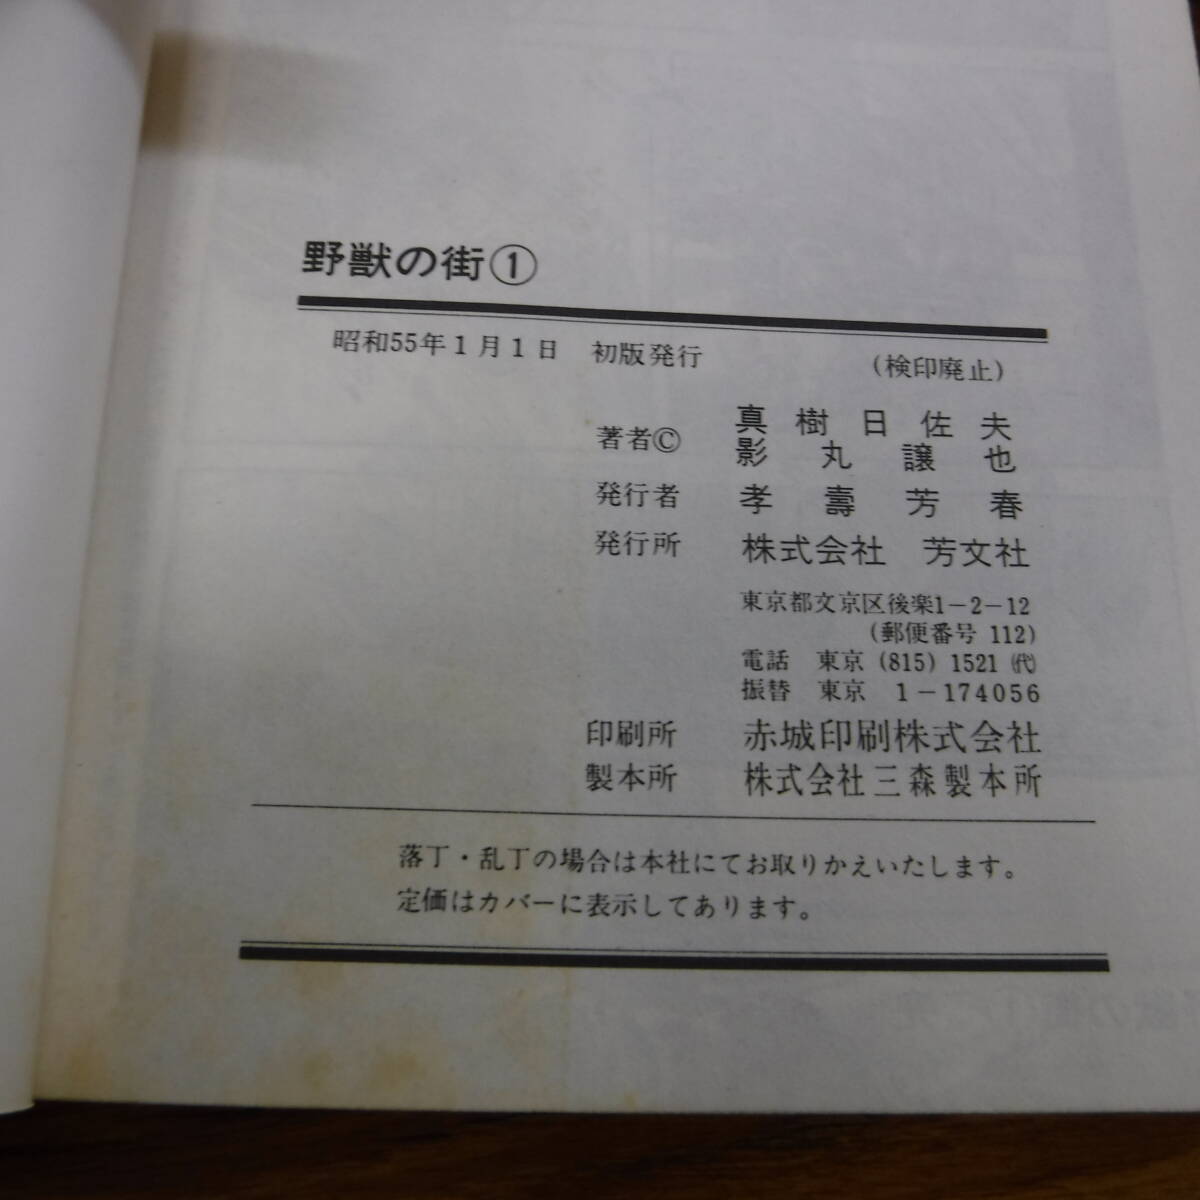 野獣の街①
昭和55年1月1日 初版発行 (検印廃止)
著者© 真樹日佐夫
影丸譲也
発行者 孝壽芳春
発行所 株式会社 芳文社
東京都文京区後楽1-2-12
(郵便番号 112)
電話 東京 (815) 1521 ㈹
振替 東京 1-174056
印刷所 赤城印刷株式会社
製本所 株式会社三森製本所
落丁・乱丁の場合は本社にてお取りかえいたします。
定価はカバーに表示してあります。